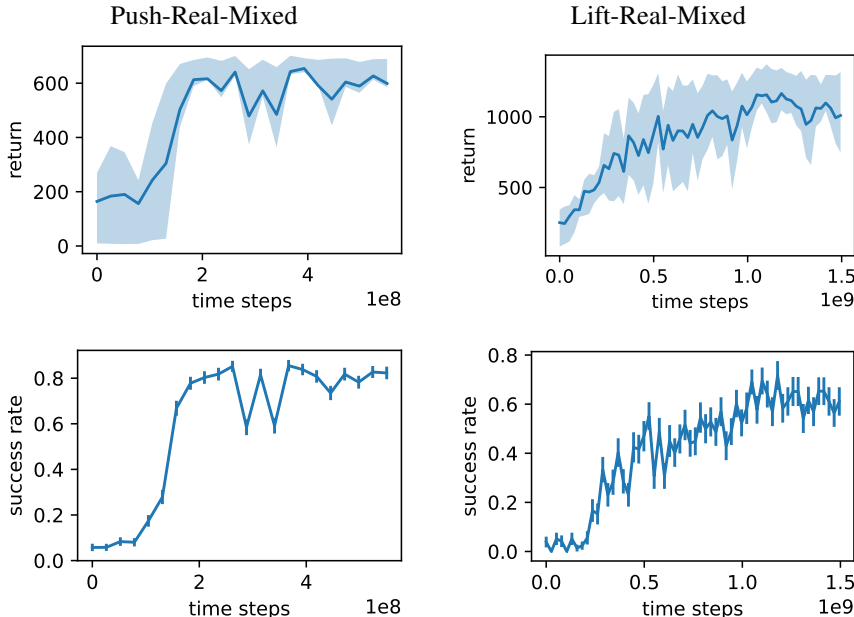 Push-Real-Mixed
Lift-Real-Mixed
return
600
400
200
0
0
2
4
1e8
time steps
return
1000
500
0.0
0.5
1.0
1.5
1e9
time steps
success rate
0.8
0.6
0.4
0.2
0.0
0
2
4
1e8
time steps
success rate
0.8
0.6
0.4
0.2
0.0
0.0
0.5
1.0
1.5
1e9
time steps